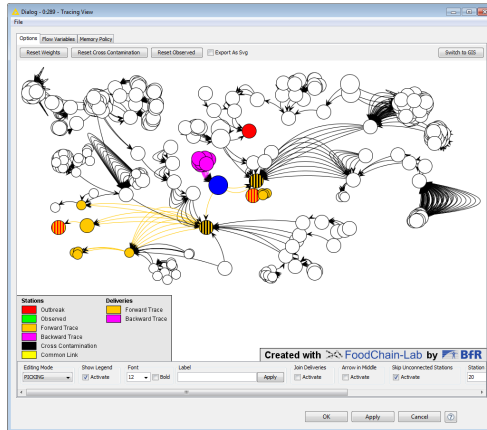 Dialog - 0:289 - Tracing View
File
Options Flow Variables Memory Policy
Reset Weights Reset Cross Contamination Reset Observed Export As Svg Switch to GIS
Stations Deliveries
Outbreak Forward Trace
Observed Backward Trace
Forward Trace
Backward Trace
Cross Contamination
Common Link
Created with FoodChain-Lab by BfR
Editing Mode Show Legend Font Label Join Deliveries Arrow in Middle Skip Unconnected Stations Station
PICKING Activate 12 Bold Apply Activate Activate Activate 20
OK Apply Cancel ?